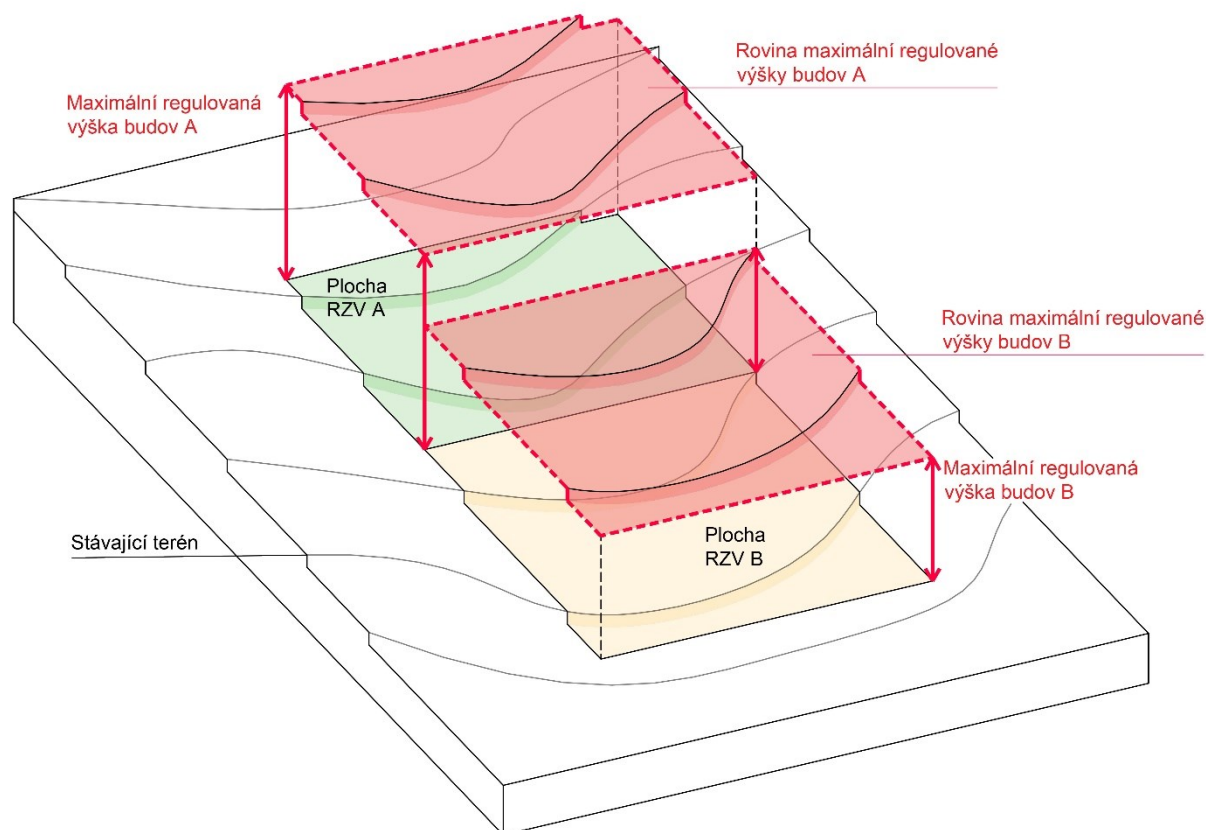 Rovina maximální regulované
výšky budov A
Maximální regulovaná
výška budov A
Plocha
RZV A
Rovina maximální regulované
výšky budov B
Maximální regulovaná
výška budov B
Plocha
RZV B
Stávající terén